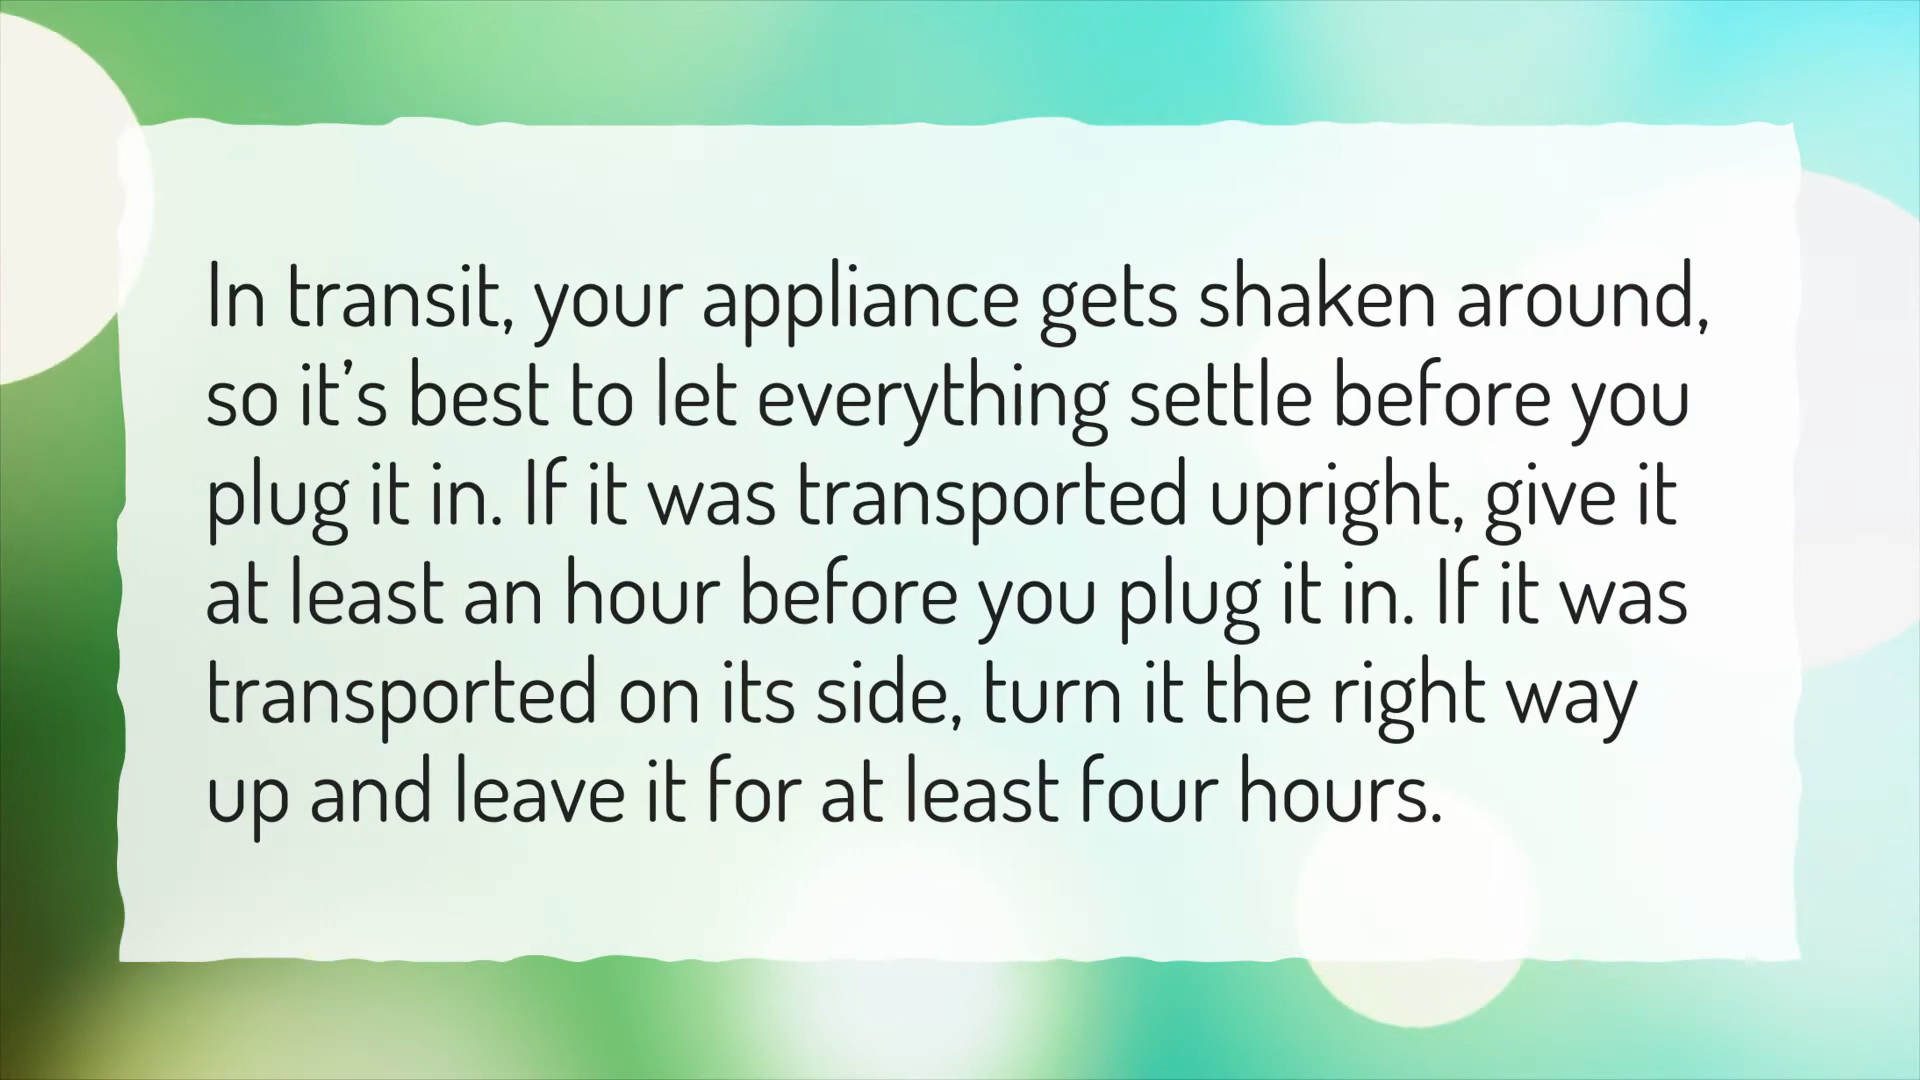 In transit, your appliance gets shaken around,
so it’s best to let everything settle before you
plug it in. If it was transported upright, give it
at least an hour before you plug it in. If it was
transported on its side, turn it the right way
up and leave it for at least four hours.